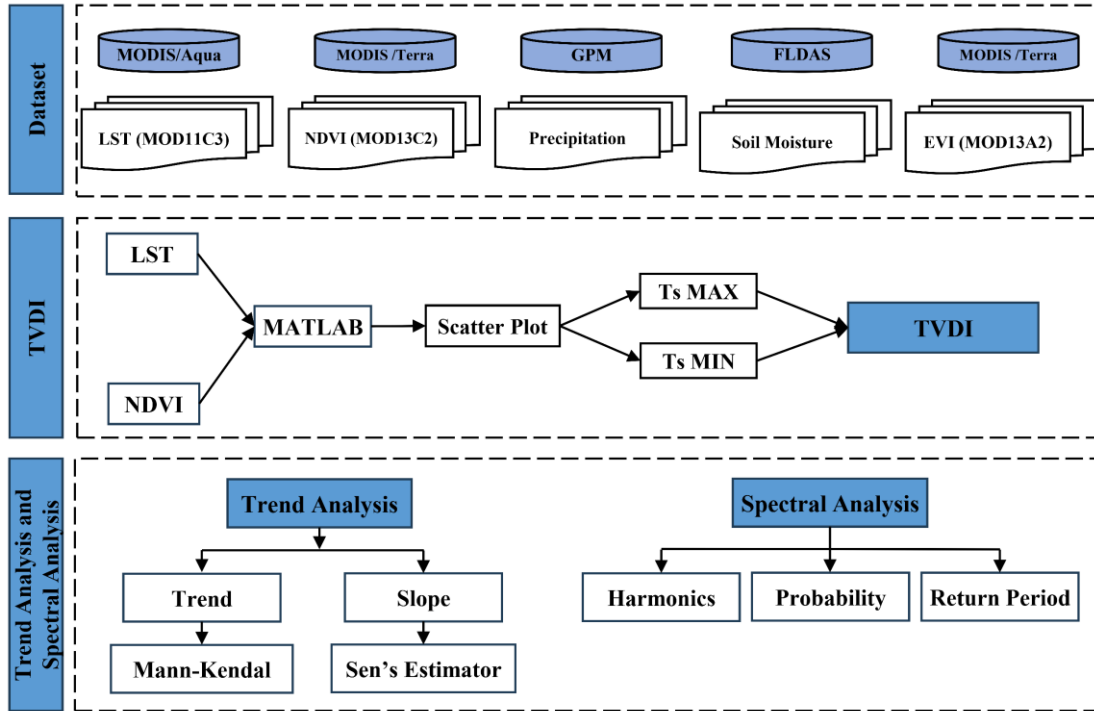 Dataset
MODIS/Aqua
MODIS /Terra
GPM
FLDAS
MODIS /Terra
LST (MOD11C3)
NDVI (MOD13C2)
Precipitation
Soil Moisture
EVI (MOD13A2)
TVDI
LST
NDVI
MATLAB
Scatter Plot
Ts MAX
Ts MIN
TVDI
Trend Analysis and
Spectral Analysis
Trend Analysis
Trend
Slope
Mann-Kendal
Sen's Estimator
Spectral Analysis
Harmonics
Probability
Return Period